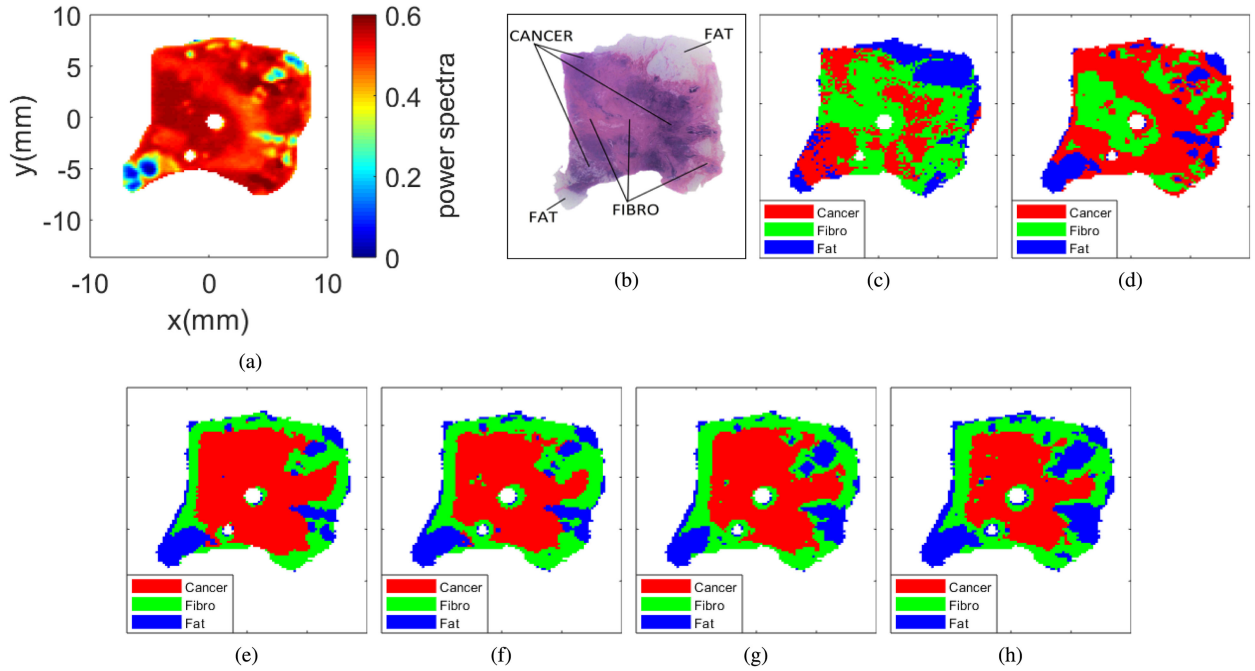 10
5
0
-5
-10
y(mm)
-10
0
10
x(mm)
0.6
0.4
0.2
0
power spectra
(a)
CANCER
FAT
FAT
FIBRO
(b)
Cancer
Fibro
Fat
(c)
Cancer
Fibro
Fat
(d)
Cancer
Fibro
Fat
(e)
Cancer
Fibro
Fat
(f)
Cancer
Fibro
Fat
(g)
Cancer
Fibro
Fat
(h)